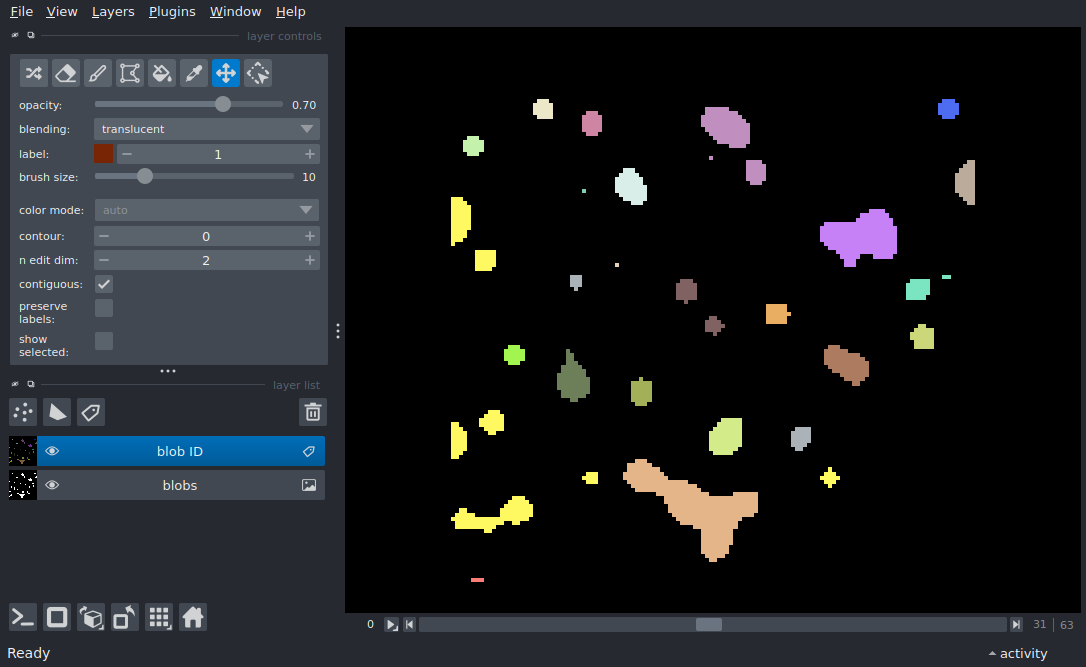 File View Layers Plugins Window Help
layer controls
opacity: 0.70
blending: translucent
label: 1
brush size: 10
color mode: auto
contour: 0
n edit dim: 2
contiguous:
preserve
labels:
show
selected:
layer list
blob ID
blobs
0 31 63
Ready activity